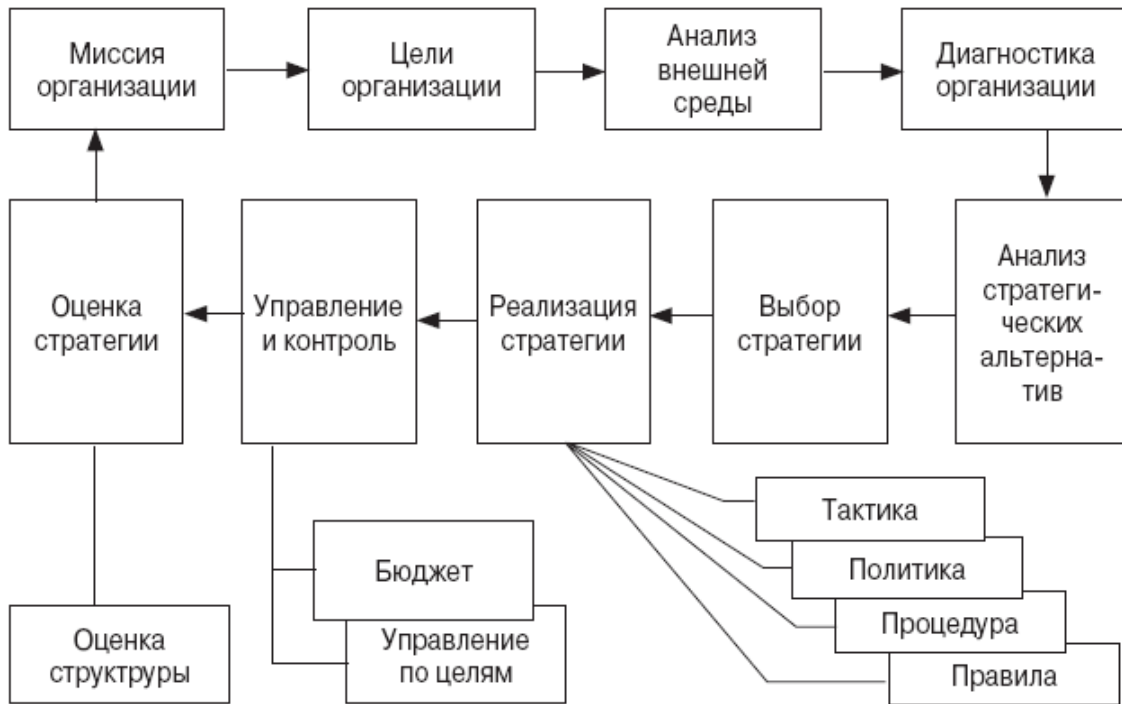 Миссия
организации
Цели
организации
Анализ
внешней
среды
Диагностика
организации
Оценка
стратегии
Управление
и контроль
Реализация
стратегии
Выбор
стратегии
Анализ
стратеги-
ческих
альтерна-
тив
Тактика
Политика
Процедура
Правила
Бюджет
Управление
по целям
Оценка
структруры